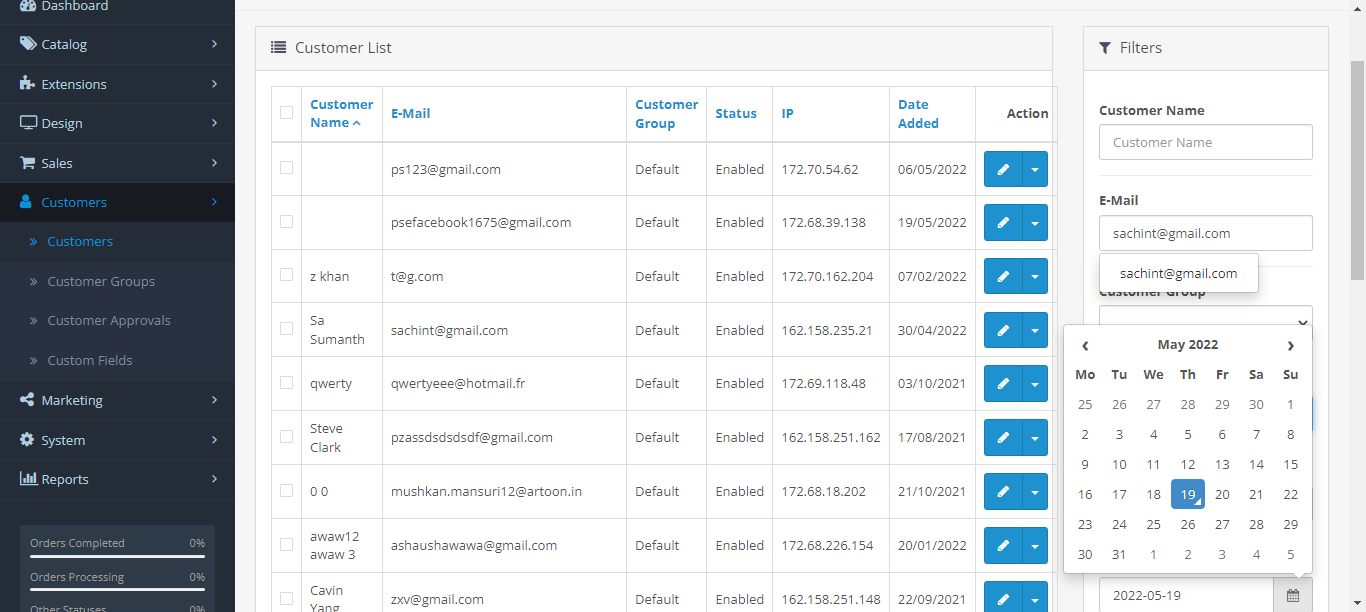 Dashboard
Catalog
Extensions
Design
Sales
Customers
» Customers
» Customer Groups
» Customer Approvals
» Custom Fields
Marketing
System
Reports
Orders Completed 0%
Orders Processing 0%
Other Statuses 0%
Customer List
Customer Name E-Mail Customer Group Status IP Date Added Action
ps123@gmail.com Default Enabled 172.70.54.62 06/05/2022
psefacebook1675@gmail.com Default Enabled 172.68.39.138 19/05/2022
z khan t@g.com Default Enabled 172.70.162.204 07/02/2022
Sa Sumanth sachint@gmail.com Default Enabled 162.158.235.21 30/04/2022
qwerty qwertyeee@hotmail.fr Default Enabled 172.69.118.48 03/10/2021
Steve Clark pzassdsdsdsdf@gmail.com Default Enabled 162.158.251.162 17/08/2021
0 0 mushkan.mansuri12@artoon.in Default Enabled 172.68.18.202 21/10/2021
awaw12 awaw 3 ashaushawawa@gmail.com Default Enabled 172.68.226.154 20/01/2022
Cavin Yang zxv@gmail.com Default Enabled 162.158.251.148 22/09/2021
Filters
Customer Name
Customer Name
E-Mail
sachint@gmail.com
sachint@gmail.com
Customer Group
‹ May 2022 ›
Mo Tu We Th Fr Sa Su
25 26 27 28 29 30 1
2 3 4 5 6 7 8
9 10 11 12 13 14 15
16 17 18 19 20 21 22
23 24 25 26 27 28 29
30 31 1 2 3 4 5
2022-05-19